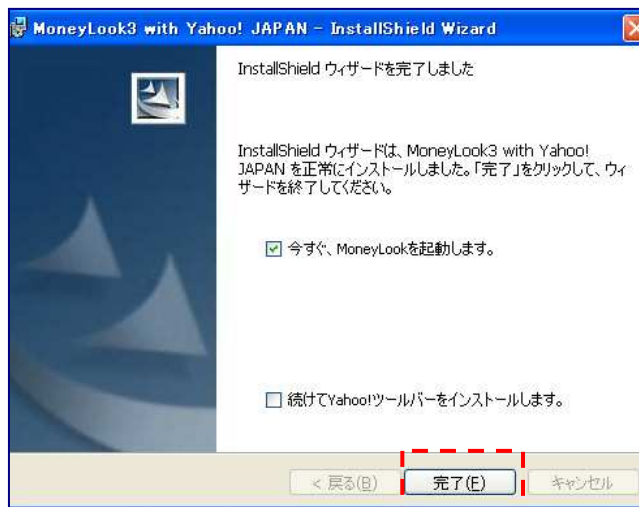 MoneyLook3 with Yahoo! JAPAN - InstallShield Wizard
InstallShield ウィザードを完了しました
InstallShield ウィザードは、MoneyLook3 with Yahoo!
JAPAN を正常にインストールしました。「完了」をクリックして、ウィ
ザードを終了してください。
今すぐ、MoneyLookを起動します。
続けてYahoo!ツールバーをインストールします。
< 戻る(B)
完了(F)
キャンセル